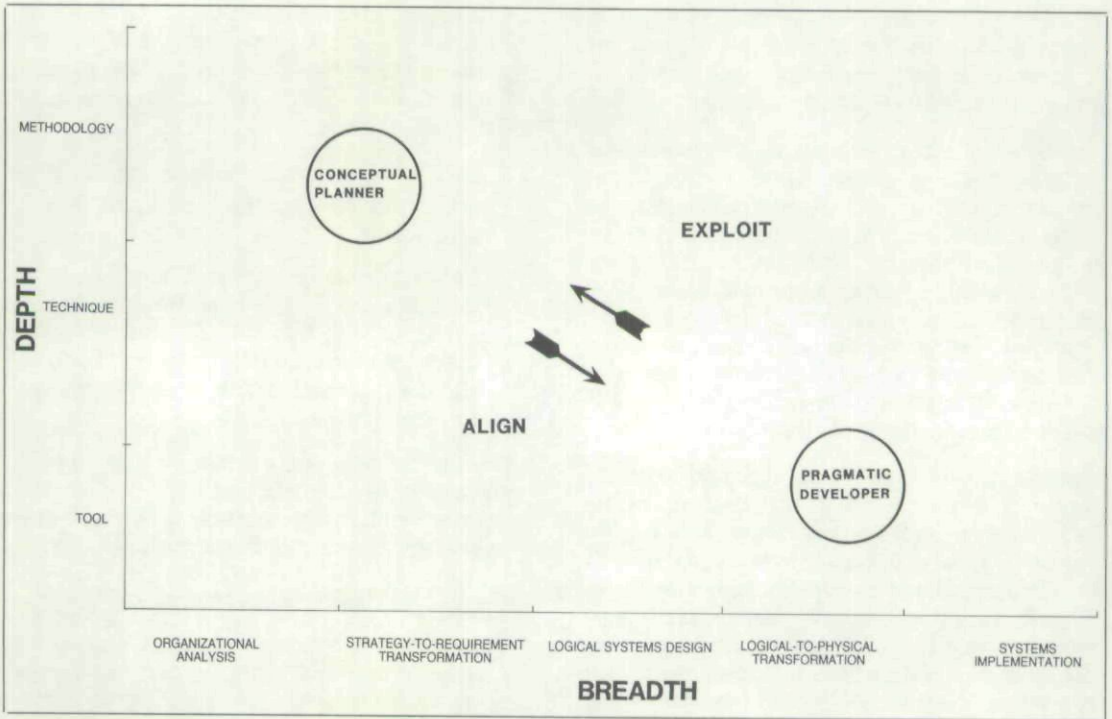 METHODOLOGY
CONCEPTUAL
PLANNER
EXPLOIT
DEPTH
TECHNIQUE
ALIGN
PRAGMATIC
DEVELOPER
TOOL
ORGANIZATIONAL
ANALYSIS
STRATEGY-TO-REQUIREMENT
TRANSFORMATION
LOGICAL SYSTEMS DESIGN
LOGICAL-TO-PHYSICAL
TRANSFORMATION
SYSTEMS
IMPLEMENTATION
BREADTH